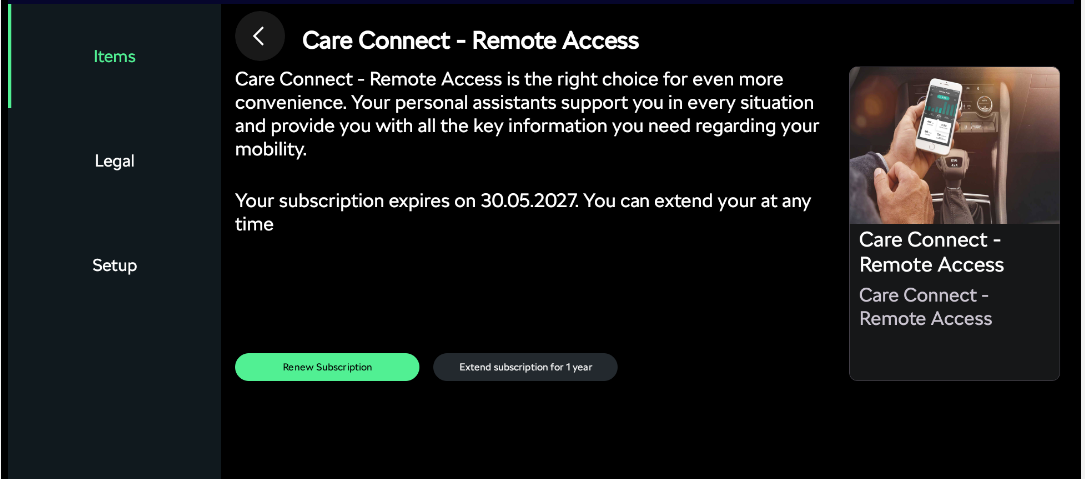 Items
Legal
Setup
Care Connect - Remote Access
Care Connect - Remote Access is the right choice for even more
convenience. Your personal assistants support you in every situation
and provide you with all the key information you need regarding your
mobility.
Your subscription expires on 30.05.2027. You can extend your at any
time
Renew Subscription
Extend subscription for 1 year
Care Connect -
Remote Access
Care Connect -
Remote Access